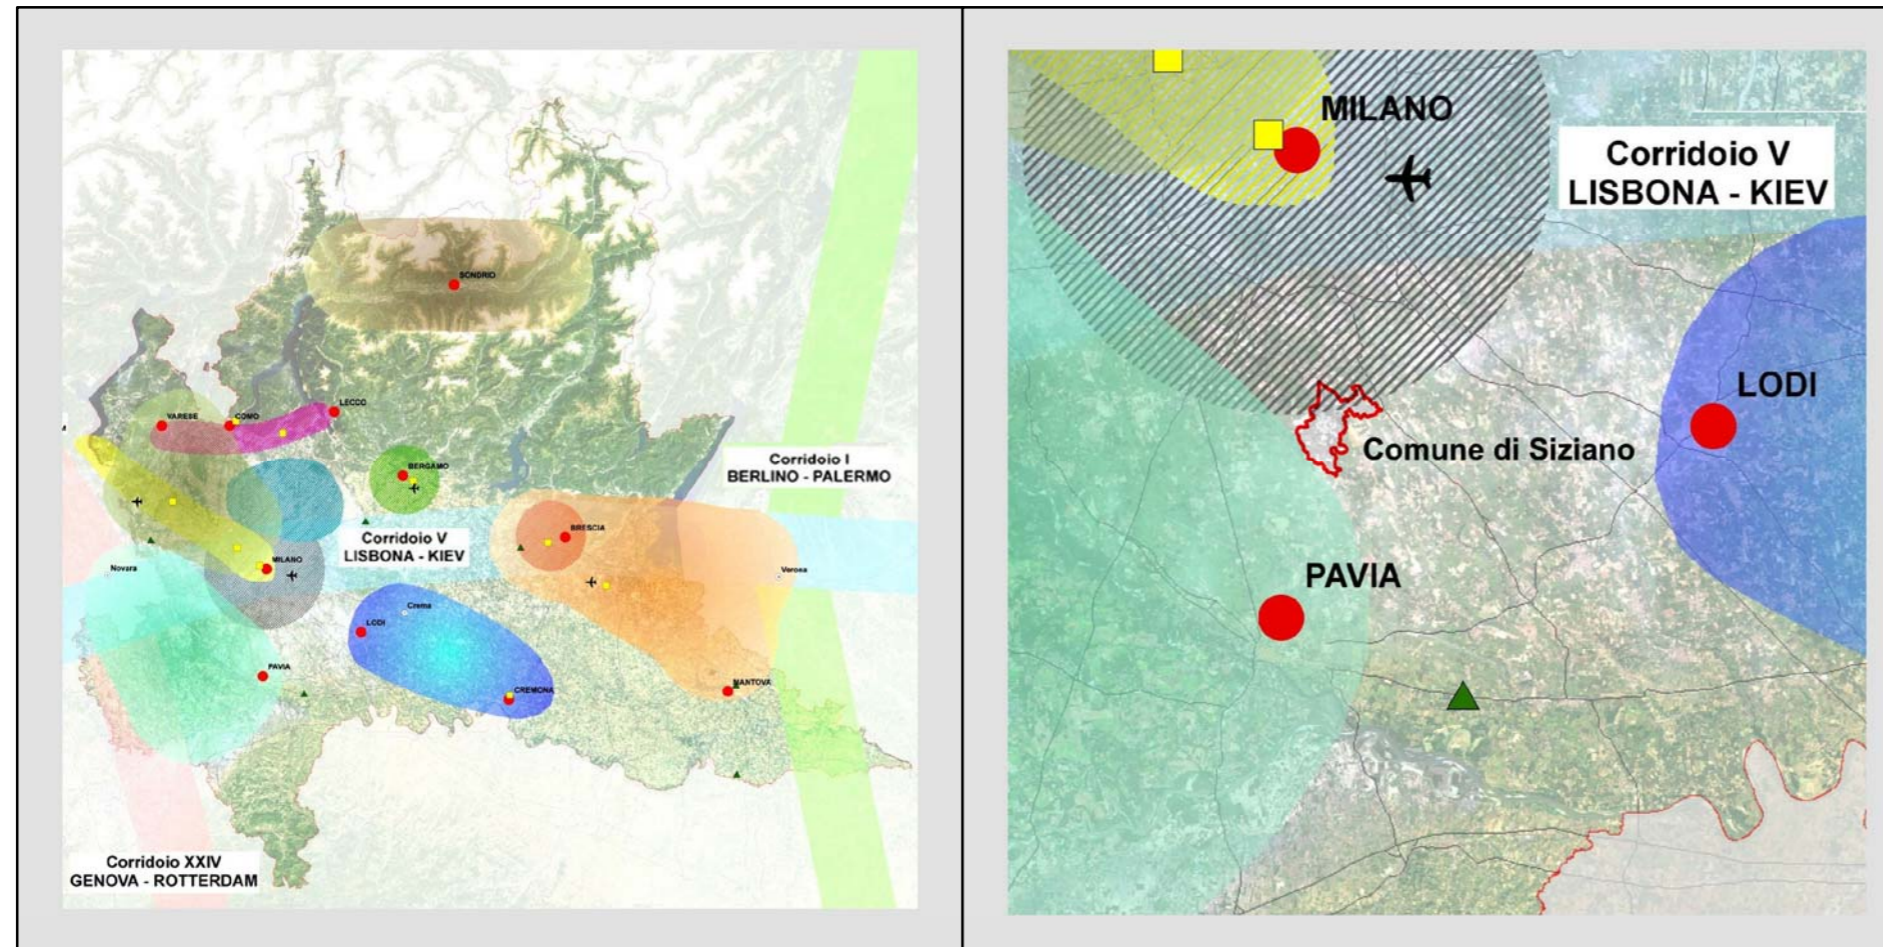 SONDRIO
LECCO
VARESE
COMO
BERGAMO
Corridoio I
BERLINO - PALERMO
BRESCIA
Corridoio V
LISBONA - KIEV
MILANO
Novara
Verona
Crema
LODI
PAVIA
CREMONA
MANTOVA
Corridoio XXIV
GENOVA - ROTTERDAM
MILANO
Corridoio V
LISBONA - KIEV
LODI
Comune di Siziano
PAVIA